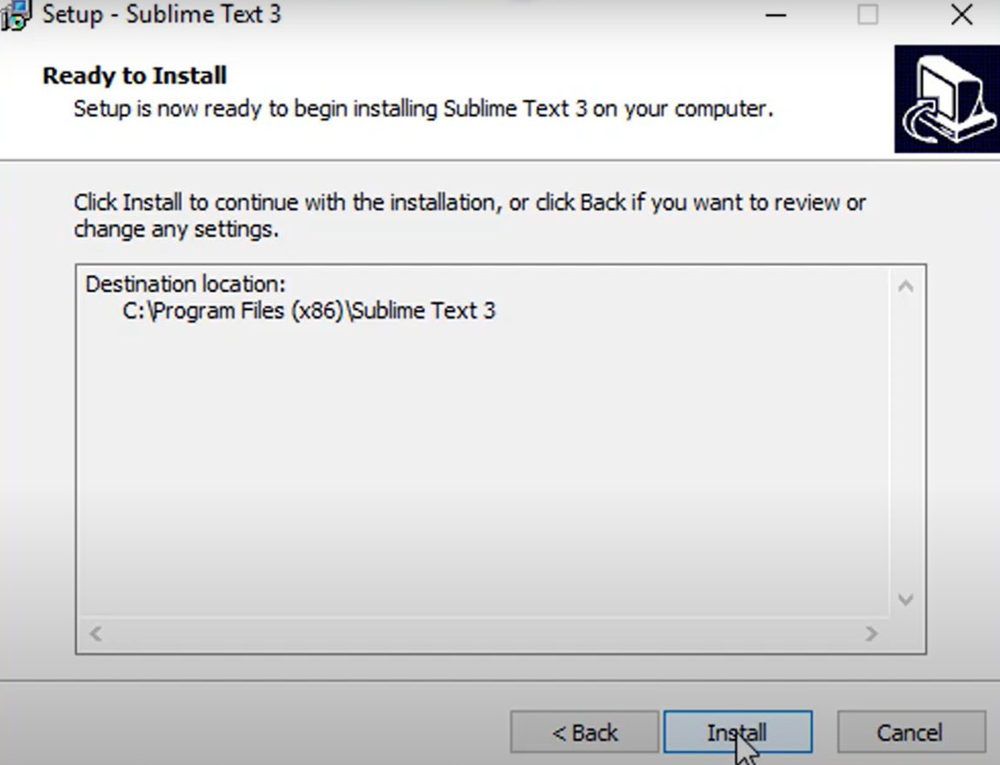 Setup - Sublime Text 3
Ready to Install
Setup is now ready to begin installing Sublime Text 3 on your computer.
Click Install to continue with the installation, or click Back if you want to review or
change any settings.
Destination location:
C:\Program Files (x86)\Sublime Text 3
< Back
Install
Cancel